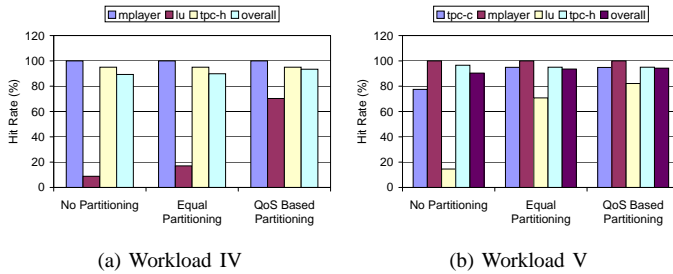 mplayer lu tpc-h overall
120
100
80
60
40
20
0
Hit Rate (%)
No Partitioning
Equal
Partitioning
QoS Based
Partitioning
(a) Workload IV
tpc-c mplayer lu tpc-h overall
120
100
80
60
40
20
0
Hit Rate (%)
No Partitioning
Equal
Partitioning
QoS Based
Partitioning
(b) Workload V